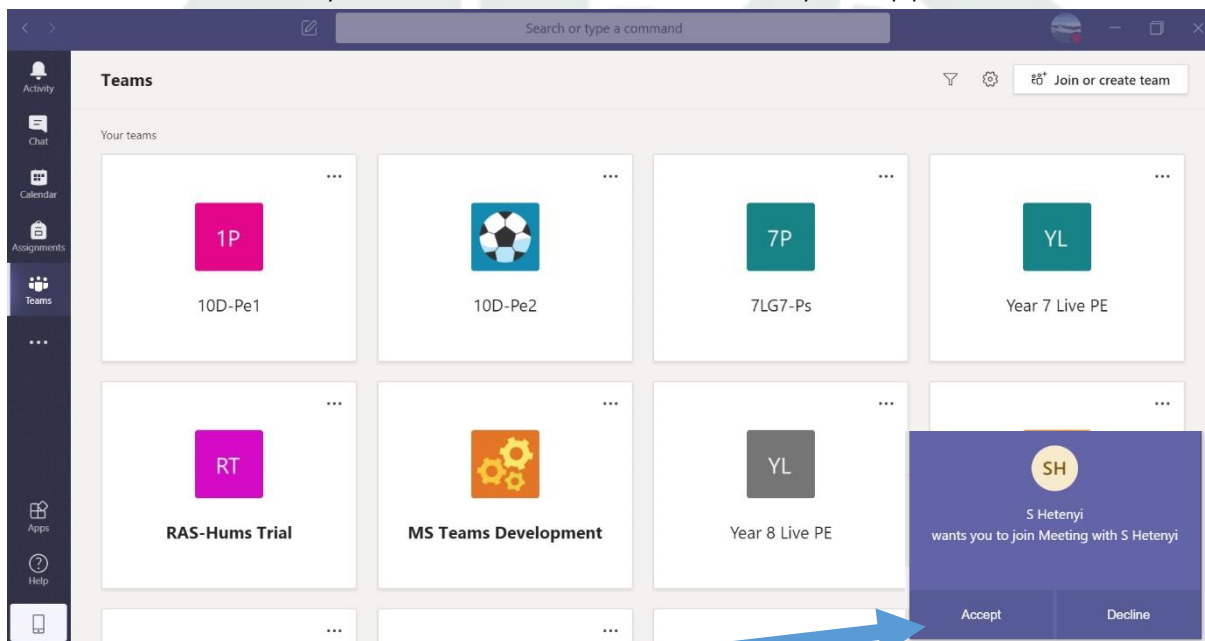 Search or type a command
Activity
Chat
Calendar
Assignments
Teams
Apps
Help
Teams
Join or create team
Your teams
1P
10D-Pe1
10D-Pe2
7P
7LG7-Ps
YL
Year 7 Live PE
RT
RAS-Hums Trial
MS Teams Development
YL
Year 8 Live PE
SH
S Hetenyi
wants you to join Meeting with S Hetenyi
Accept
Decline